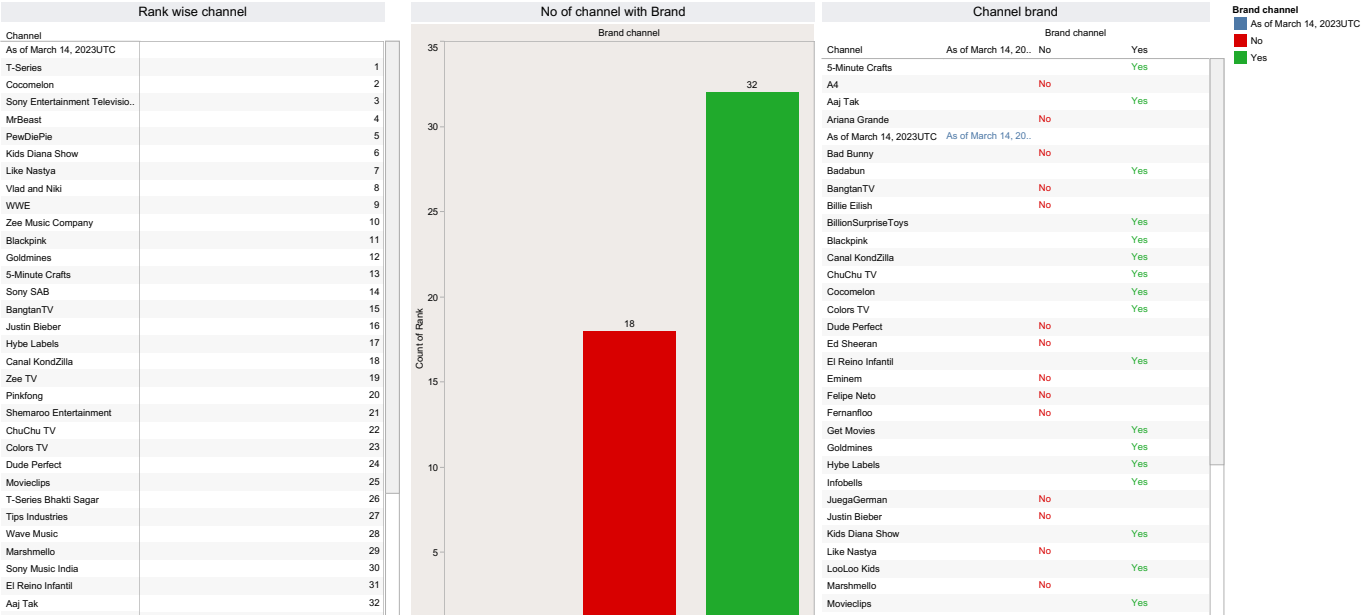 Rank wise channel
Channel
As of March 14, 2023UTC
T-Series 1
Cocomelon 2
Sony Entertainment Televisio.. 3
MrBeast 4
PewDiePie 5
Kids Diana Show 6
Like Nastya 7
Vlad and Niki 8
WWE 9
Zee Music Company 10
Blackpink 11
Goldmines 12
5-Minute Crafts 13
Sony SAB 14
BangtanTV 15
Justin Bieber 16
Hybe Labels 17
Canal KondZilla 18
Zee TV 19
Pinkfong 20
Shemaroo Entertainment 21
ChuChu TV 22
Colors TV 23
Dude Perfect 24
Movieclips 25
T-Series Bhakti Sagar 26
Tips Industries 27
Wave Music 28
Marshmello 29
Sony Music India 30
El Reino Infantil 31
Aaj Tak 32
No of channel with Brand
Brand channel
35
30
25
20
15
10
5
Count of Rank
18
32
Channel brand
Brand channel
Channel As of March 14, 20.. No Yes
5-Minute Crafts Yes
A4 No
Aaj Tak Yes
Ariana Grande No
As of March 14, 2023UTC As of March 14, 20..
Bad Bunny No
Badabun Yes
BangtanTV No
Billie Eilish No
BillionSurpriseToys Yes
Blackpink Yes
Canal KondZilla Yes
ChuChu TV Yes
Cocomelon Yes
Colors TV Yes
Dude Perfect No
Ed Sheeran No
El Reino Infantil Yes
Eminem No
Felipe Neto No
Fernanfloo No
Get Movies Yes
Goldmines Yes
Hybe Labels Yes
Infobells Yes
JuegaGerman No
Justin Bieber No
Kids Diana Show Yes
Like Nastya No
LooLoo Kids Yes
Marshmello No
Movieclips Yes
Brand channel
As of March 14, 2023UTC
No
Yes